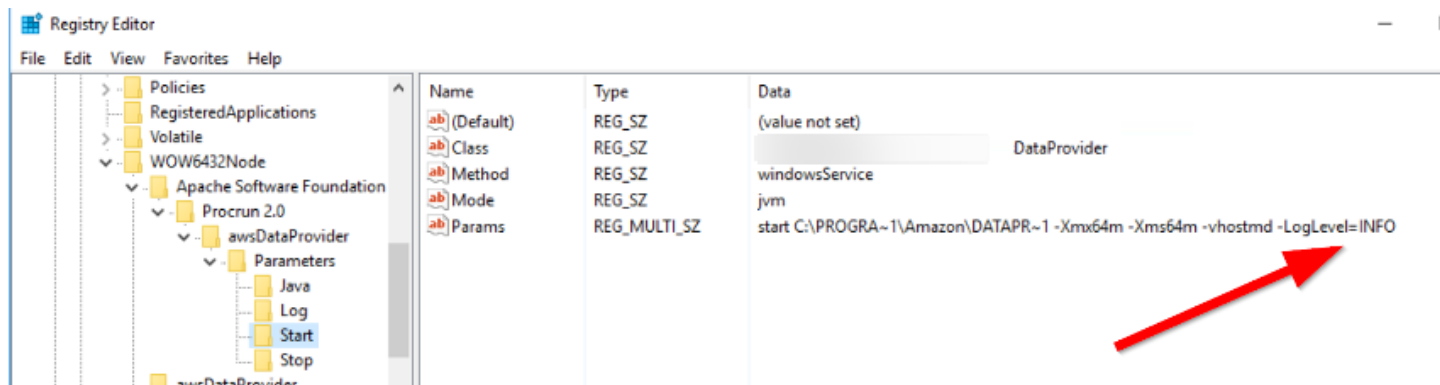 Registry Editor
File Edit View Favorites Help
Policies
RegisteredApplications
Volatile
WOW6432Node
Apache Software Foundation
Procrun 2.0
awsDataProvider
Parameters
Java
Log
Start
Stop
awsDataProvider
Name Type Data
(Default) REG_SZ (value not set)
Class REG_SZ DataProvider
Method REG_SZ windowsService
Mode REG_SZ jvm
Params REG_MULTI_SZ start C:\PROGRA~1\Amazon\DATAPR~1 -Xmx64m -Xms64m -vhostmd -LogLevel=INFO